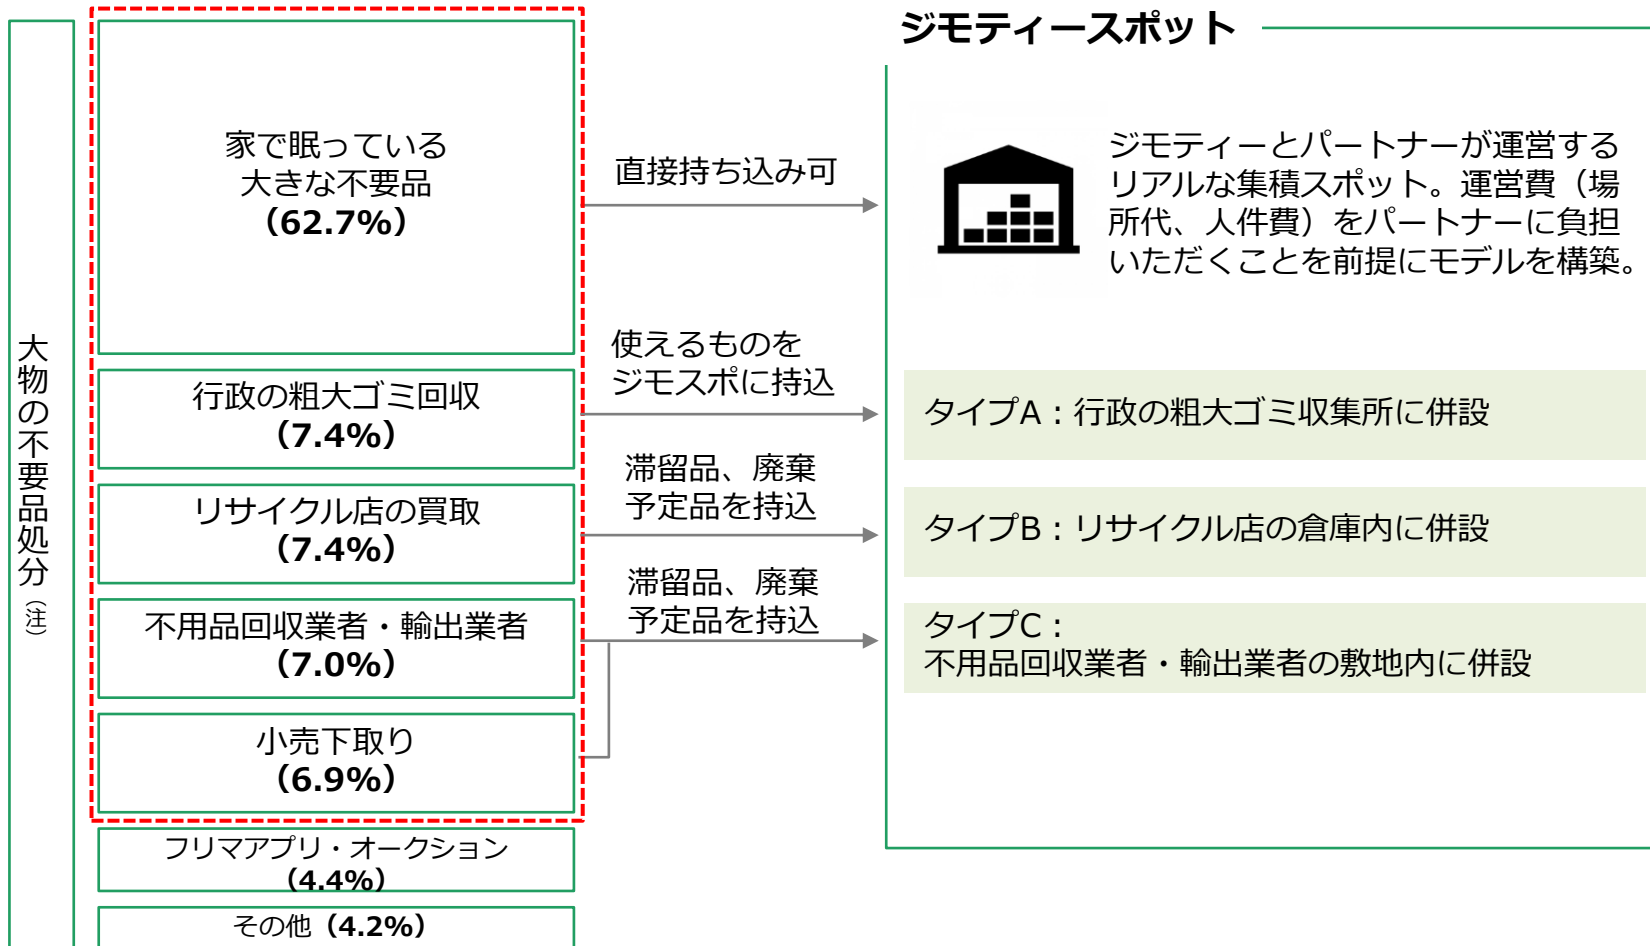 大物の不要品処分（注）
家で眠っている
大きな不要品
（62.7%）
行政の粗大ゴミ回収
（7.4%）
リサイクル店の買取
（7.4%）
不用品回収業者・輸出業者
（7.0%）
小売下取り
（6.9%）
フリマアプリ・オークション
（4.4%）
その他（4.2%）
直接持ち込み可
使えるものを
ジモスポに持込
滞留品、廃棄
予定品を持込
滞留品、廃棄
予定品を持込
ジモティースポット
ジモティーとパートナーが運営する
リアルな集積スポット。運営費（場
所代、人件費）をパートナーに負担
いただくことを前提にモデルを構築。
タイプA：行政の粗大ゴミ収集所に併設
タイプB：リサイクル店の倉庫内に併設
タイプC：
不用品回収業者・輸出業者の敷地内に併設